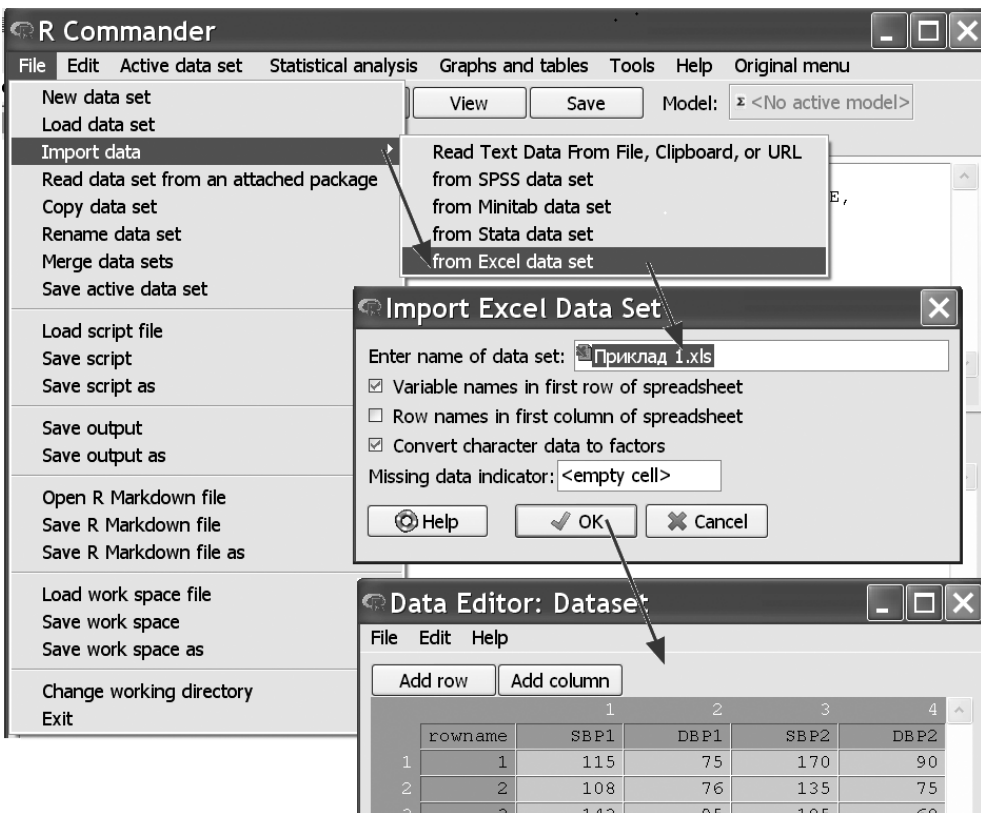 R Commander
File Edit Active data set Statistical analysis Graphs and tables Tools Help Original menu
New data set
Load data set
Import data
Read data set from an attached package
Copy data set
Rename data set
Merge data sets
Save active data set
Load script file
Save script
Save script as
Save output
Save output as
Open R Markdown file
Save R Markdown file
Save R Markdown file as
Load work space file
Save work space
Save work space as
Change working directory
Exit
View Save Model: Σ <No active model>
Read Text Data From File, Clipboard, or URL
from SPSS data set
from Minitab data set
from Stata data set
from Excel data set
E,
Import Excel Data Set
Enter name of data set: Приклад 1.xls
Variable names in first row of spreadsheet
Row names in first column of spreadsheet
Convert character data to factors
Missing data indicator: <empty cell>
Help OK Cancel
Data Editor: Dataset
File Edit Help
Add row Add column
1 2 3 4
rowname SBP1 DBP1 SBP2 DBP2
1 1 115 75 170 90
2 2 108 76 135 75